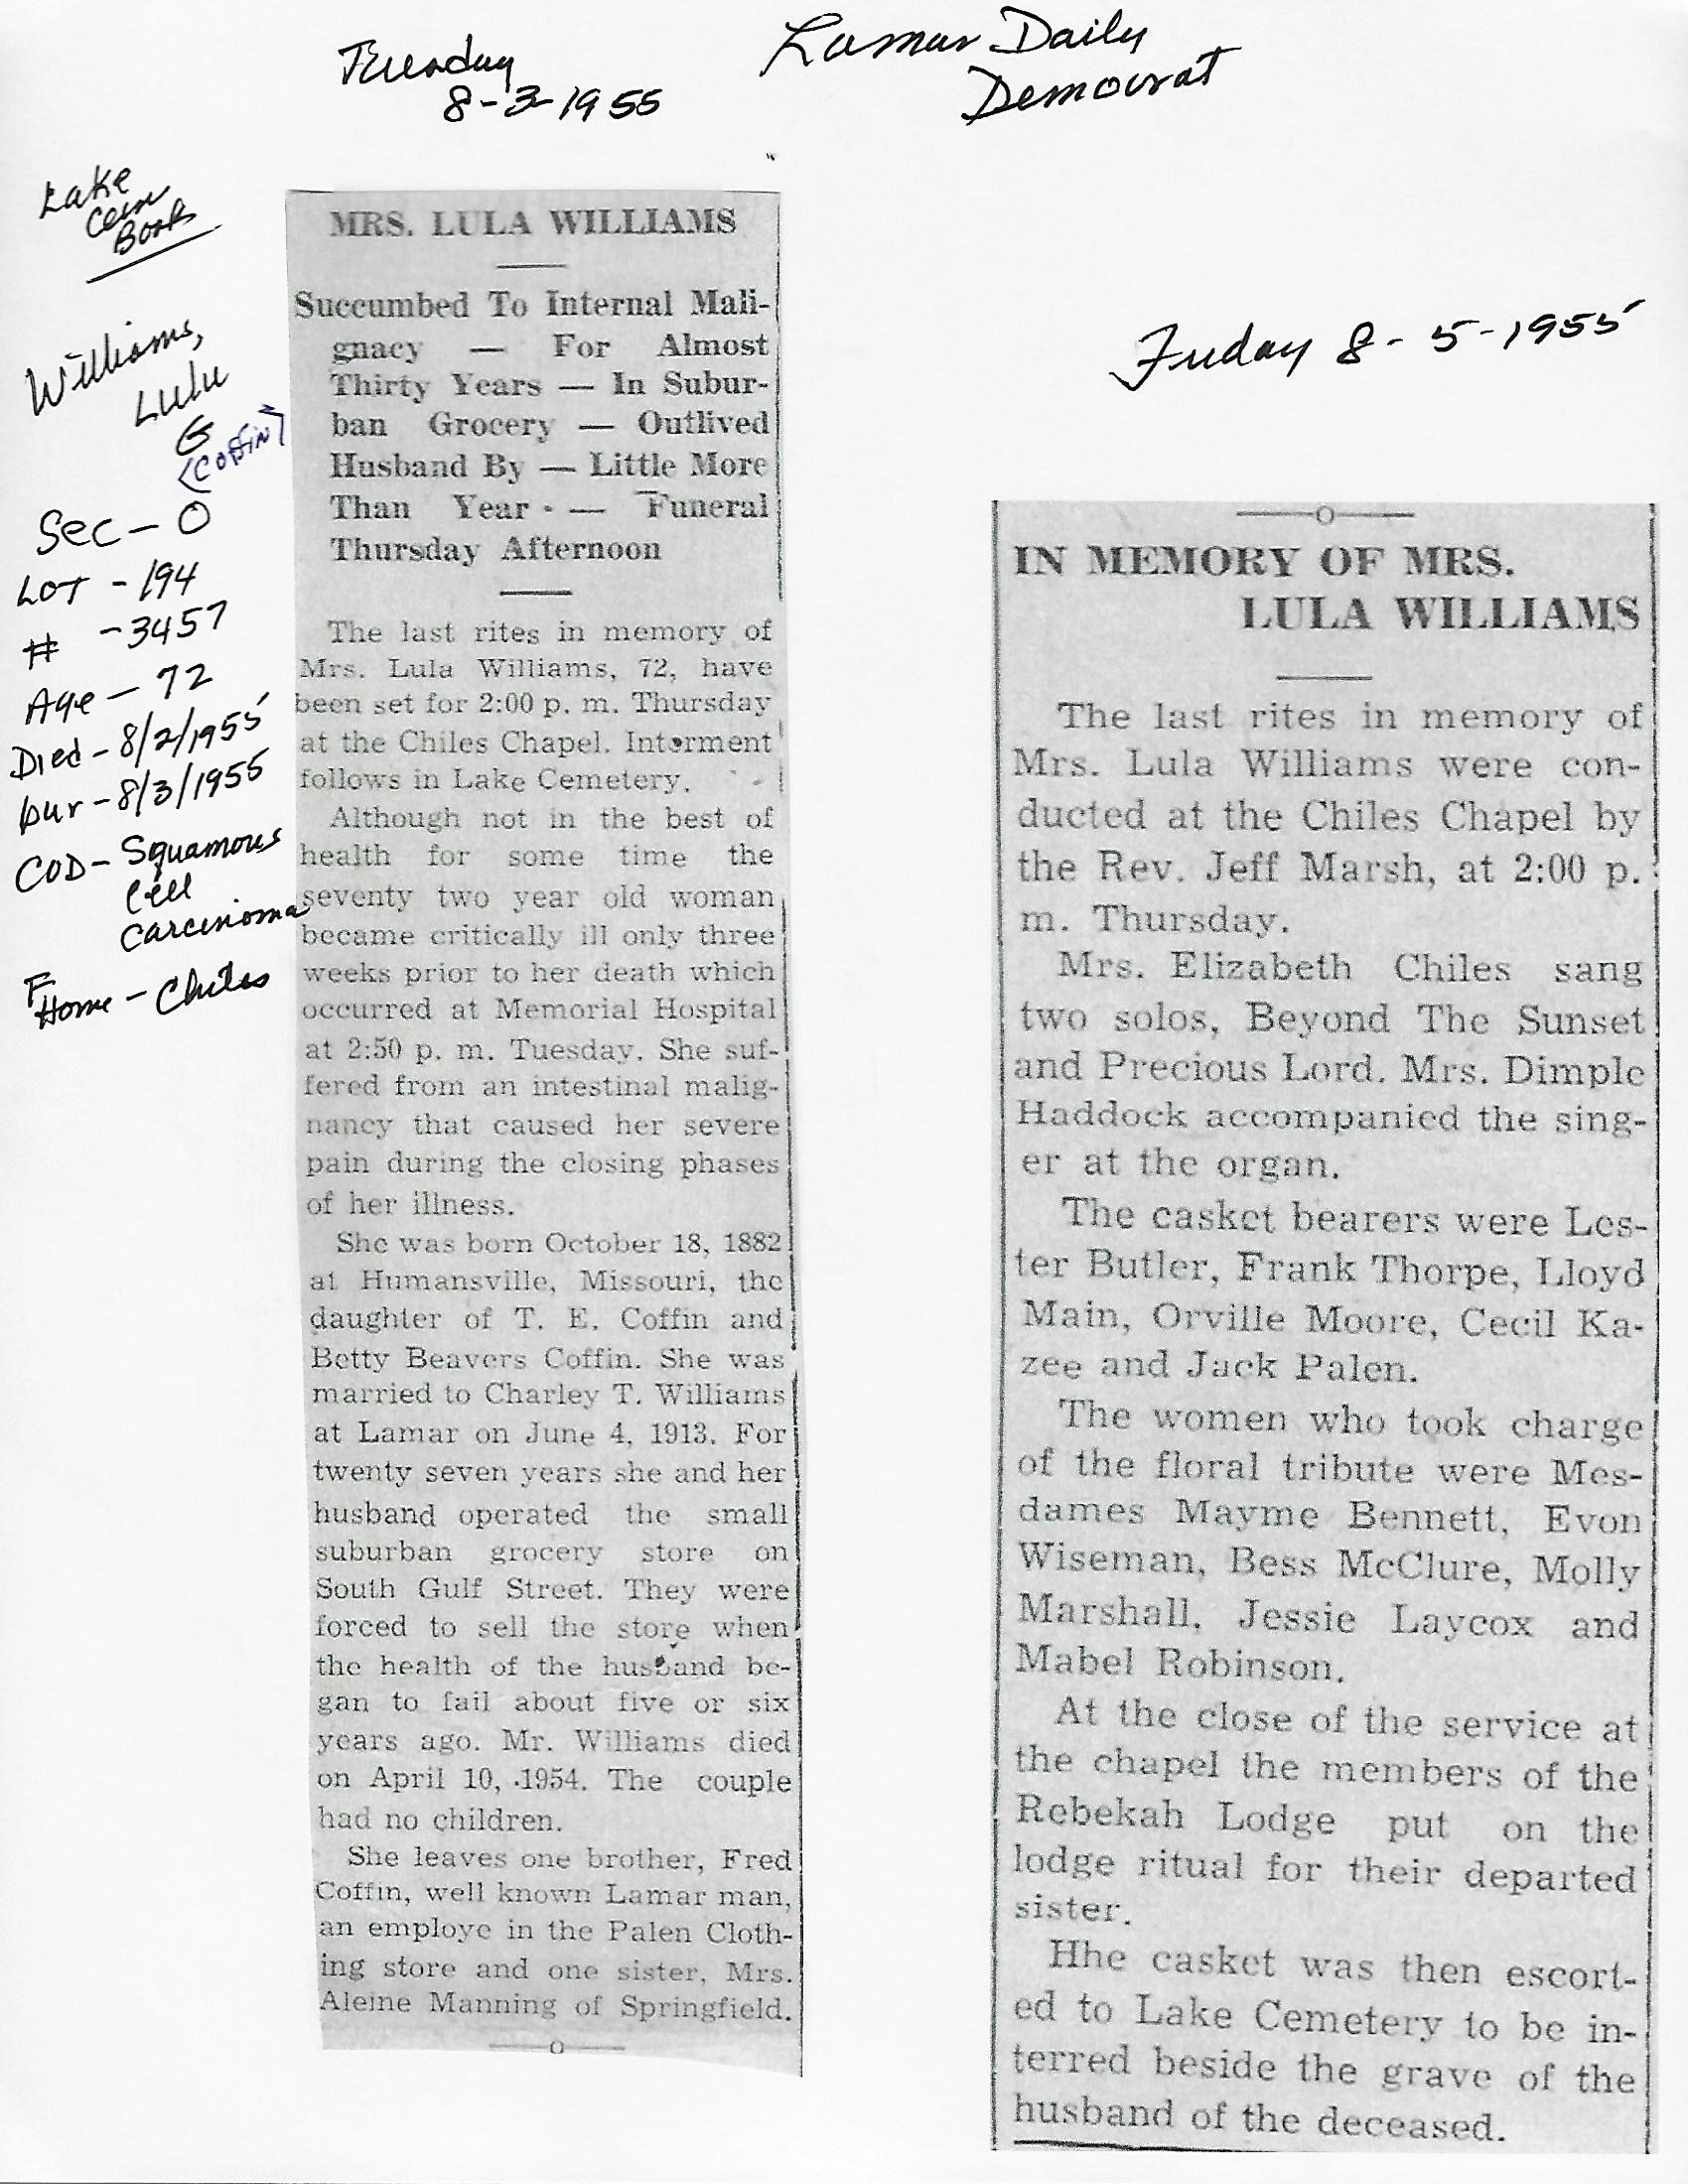 Tuesday
8-3-1955
Lamar Daily
Democrat
Lake
Cem
Book
Williams,
Lulu
G
<Coffin>
Sec - O
Lot - 194
# - 3457
Age - 72
Died - 8/2/1955
bur - 8/3/1955
COD - Squamous
Cell
Carcinoma
F
Home - Chiles
MRS. LULA WILLIAMS
Succumbed To Internal Mali-
gnacy — For Almost
Thirty Years — In Subur-
ban Grocery — Outlived
Husband By — Little More
Than Year - — Funeral
Thursday Afternoon
The last rites in memory of
Mrs. Lula Williams, 72, have
been set for 2:00 p. m. Thursday
at the Chiles Chapel. Interment
follows in Lake Cemetery.
Although not in the best of
health for some time the
seventy two year old woman
became critically ill only three
weeks prior to her death which
occurred at Memorial Hospital
at 2:50 p. m. Tuesday. She suf-
fered from an intestinal malig-
nancy that caused her severe
pain during the closing phases
of her illness.
She was born October 18, 1882
at Humansville, Missouri, the
daughter of T. E. Coffin and
Betty Beavers Coffin. She was
married to Charley T. Williams
at Lamar on June 4, 1913. For
twenty seven years she and her
husband operated the small
suburban grocery store on
South Gulf Street. They were
forced to sell the store when
the health of the husband be-
gan to fail about five or six
years ago. Mr. Williams died
on April 10, 1954. The couple
had no children.
She leaves one brother, Fred
Coffin, well known Lamar man,
an employe in the Palen Cloth-
ing store and one sister, Mrs.
Aleine Manning of Springfield.
Friday 8-5-1955
IN MEMORY OF MRS.
LULA WILLIAMS
The last rites in memory of
Mrs. Lula Williams were con-
ducted at the Chiles Chapel by
the Rev. Jeff Marsh, at 2:00 p.
m. Thursday.
Mrs. Elizabeth Chiles sang
two solos, Beyond The Sunset
and Precious Lord. Mrs. Dimple
Haddock accompanied the sing-
er at the organ.
The casket bearers were Les-
ter Butler, Frank Thorpe, Lloyd
Main, Orville Moore, Cecil Ka-
zee and Jack Palen.
The women who took charge
of the floral tribute were Mes-
dames Mayme Bennett, Evon
Wiseman, Bess McClure, Molly
Marshall, Jessie Laycox and
Mabel Robinson.
At the close of the service at
the chapel the members of the
Rebekah Lodge put on the
lodge ritual for their departed
sister.
Hhe casket was then escort-
ed to Lake Cemetery to be in-
terred beside the grave of the
husband of the deceased.